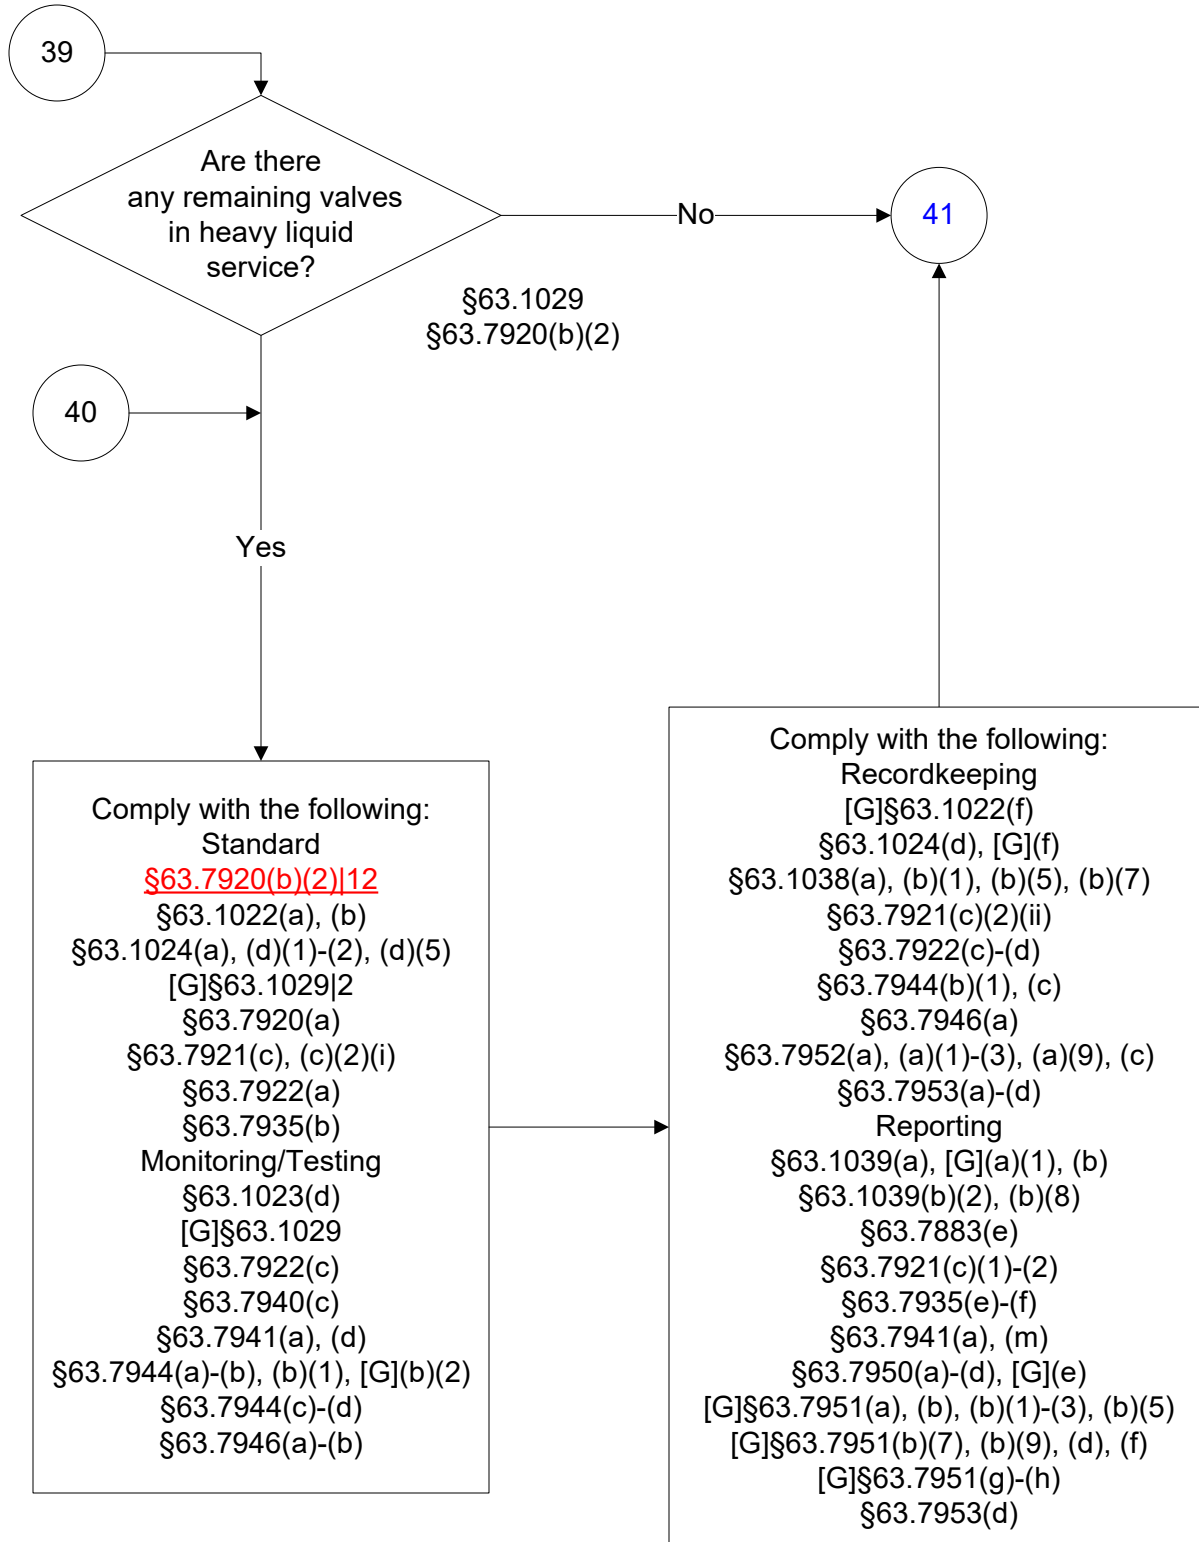 39
Are there
any remaining valves
in heavy liquid
service?
No
41
§63.1029
§63.7920(b)(2)
40
Yes
Comply with the following:
Standard
§63.7920(b)(2)|12
§63.1022(a), (b)
§63.1024(a), (d)(1)-(2), (d)(5)
[G]§63.1029|2
§63.7920(a)
§63.7921(c), (c)(2)(i)
§63.7922(a)
§63.7935(b)
Monitoring/Testing
§63.1023(d)
[G]§63.1029
§63.7922(c)
§63.7940(c)
§63.7941(a), (d)
§63.7944(a)-(b), (b)(1), [G](b)(2)
§63.7944(c)-(d)
§63.7946(a)-(b)
Comply with the following:
Recordkeeping
[G]§63.1022(f)
§63.1024(d), [G](f)
§63.1038(a), (b)(1), (b)(5), (b)(7)
§63.7921(c)(2)(ii)
§63.7922(c)-(d)
§63.7944(b)(1), (c)
§63.7946(a)
§63.7952(a), (a)(1)-(3), (a)(9), (c)
§63.7953(a)-(d)
Reporting
§63.1039(a), [G](a)(1), (b)
§63.1039(b)(2), (b)(8)
§63.7883(e)
§63.7921(c)(1)-(2)
§63.7935(e)-(f)
§63.7941(a), (m)
§63.7950(a)-(d), [G](e)
[G]§63.7951(a), (b), (b)(1)-(3), (b)(5)
[G]§63.7951(b)(7), (b)(9), (d), (f)
[G]§63.7951(g)-(h)
§63.7953(d)